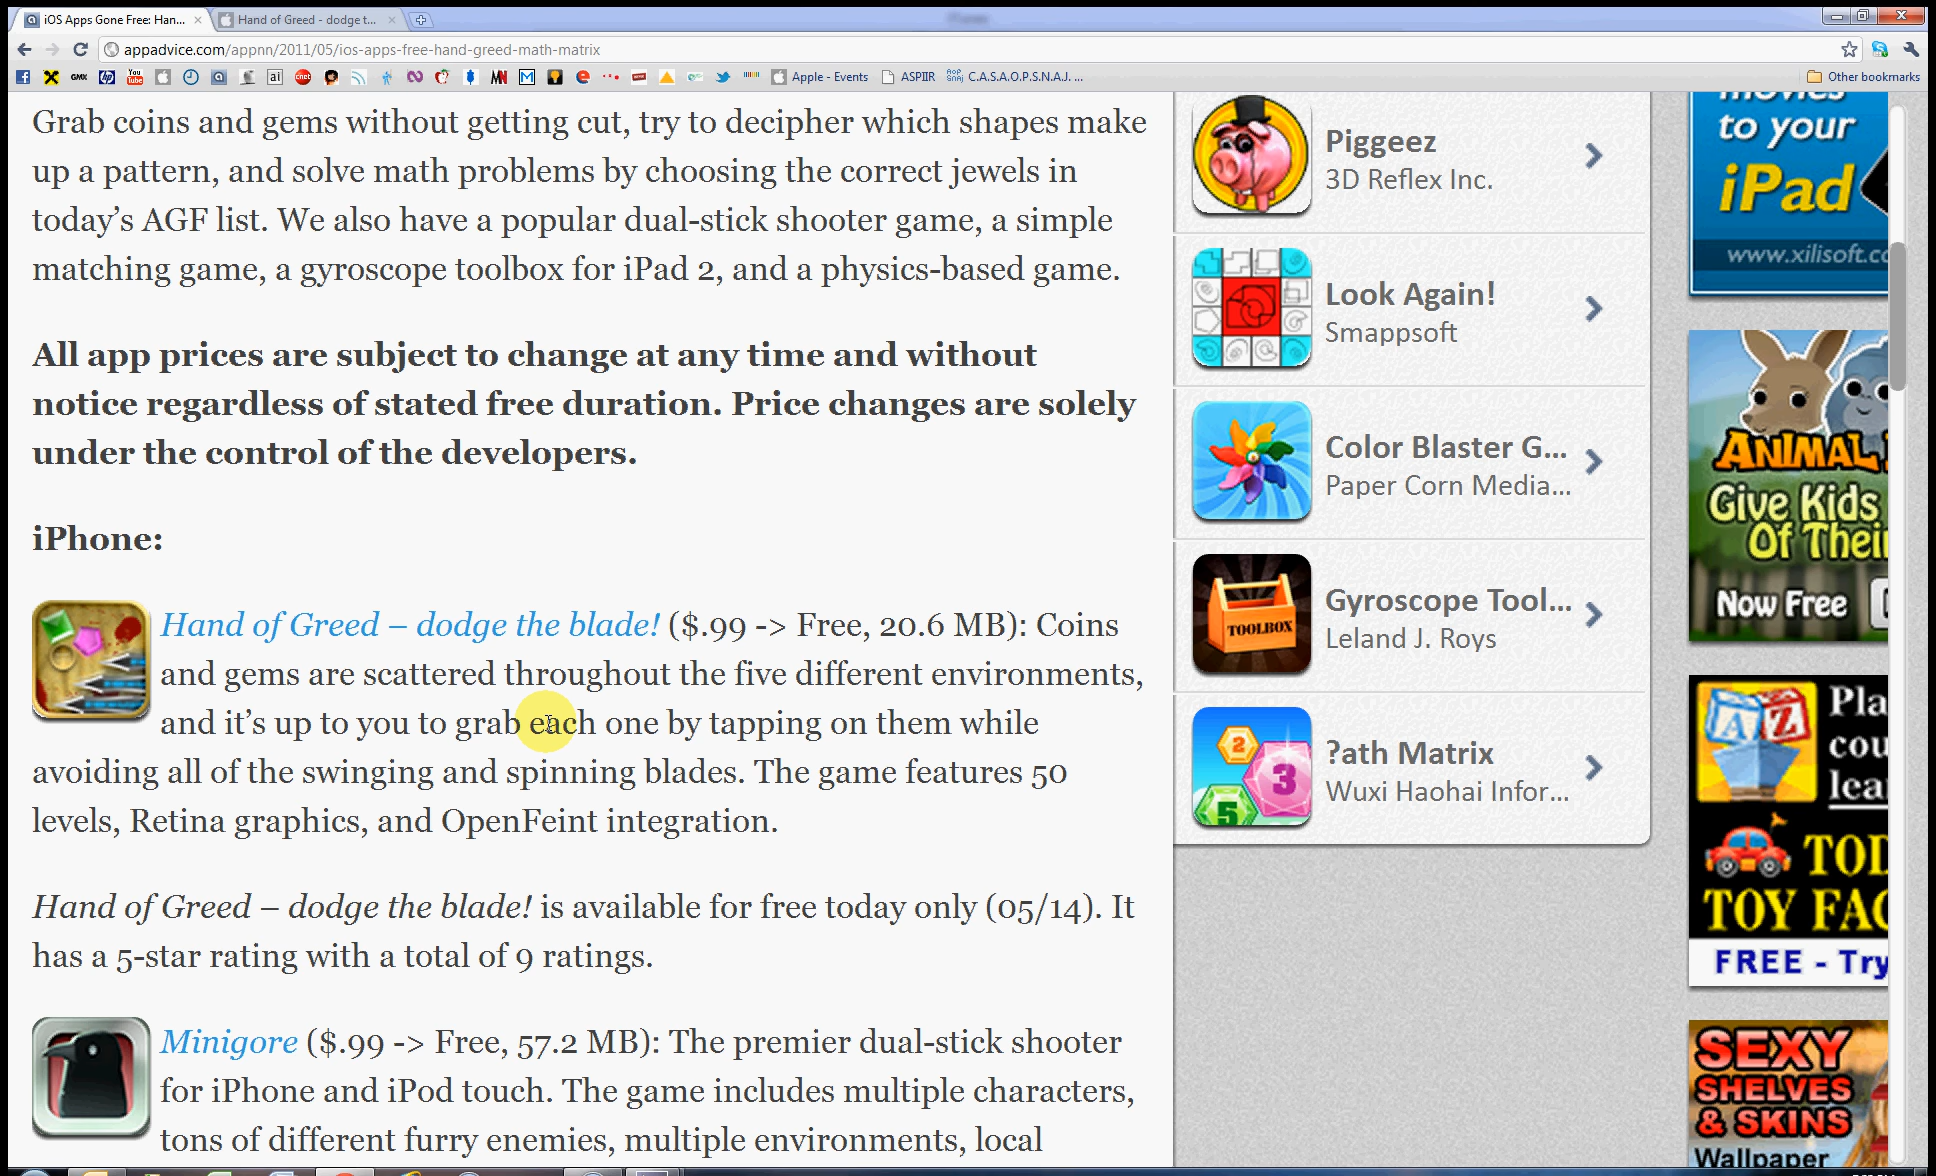 iOS Apps Gone Free: Han...
Hand of Greed - dodge t...
appadvice.com/appnn/2011/05/ios-apps-free-hand-greed-math-matrix
GMX
hp
You Tube
ai
cnet
Apple - Events
ASPIIR
C.A.S.A.O.P.S.N.A.J. ...
Other bookmarks
Grab coins and gems without getting cut, try to decipher which shapes make
up a pattern, and solve math problems by choosing the correct jewels in
today’s AGF list. We also have a popular dual-stick shooter game, a simple
matching game, a gyroscope toolbox for iPad 2, and a physics-based game.
All app prices are subject to change at any time and without
notice regardless of stated free duration. Price changes are solely
under the control of the developers.
iPhone:
Hand of Greed – dodge the blade! ($.99 -> Free, 20.6 MB): Coins
and gems are scattered throughout the five different environments,
and it’s up to you to grab each one by tapping on them while
avoiding all of the swinging and spinning blades. The game features 50
levels, Retina graphics, and OpenFeint integration.
Hand of Greed – dodge the blade! is available for free today only (05/14). It
has a 5-star rating with a total of 9 ratings.
Minigore ($.99 -> Free, 57.2 MB): The premier dual-stick shooter
for iPhone and iPod touch. The game includes multiple characters,
tons of different furry enemies, multiple environments, local
Piggeez
3D Reflex Inc.
Look Again!
Smappsoft
Color Blaster G...
Paper Corn Media...
TOOLBOX
Gyroscope Tool...
Leland J. Roys
2
3
5
?ath Matrix
Wuxi Haohai Infor...
movies
to your
iPad
www.xilisoft.co
ANIMAL
Give Kids
Of Thei
Now Free
A Z
Pla
cou
lea
TOD
TOY FAC
FREE - Try
SEXY
SHELVES
& SKINS
Wallpaper